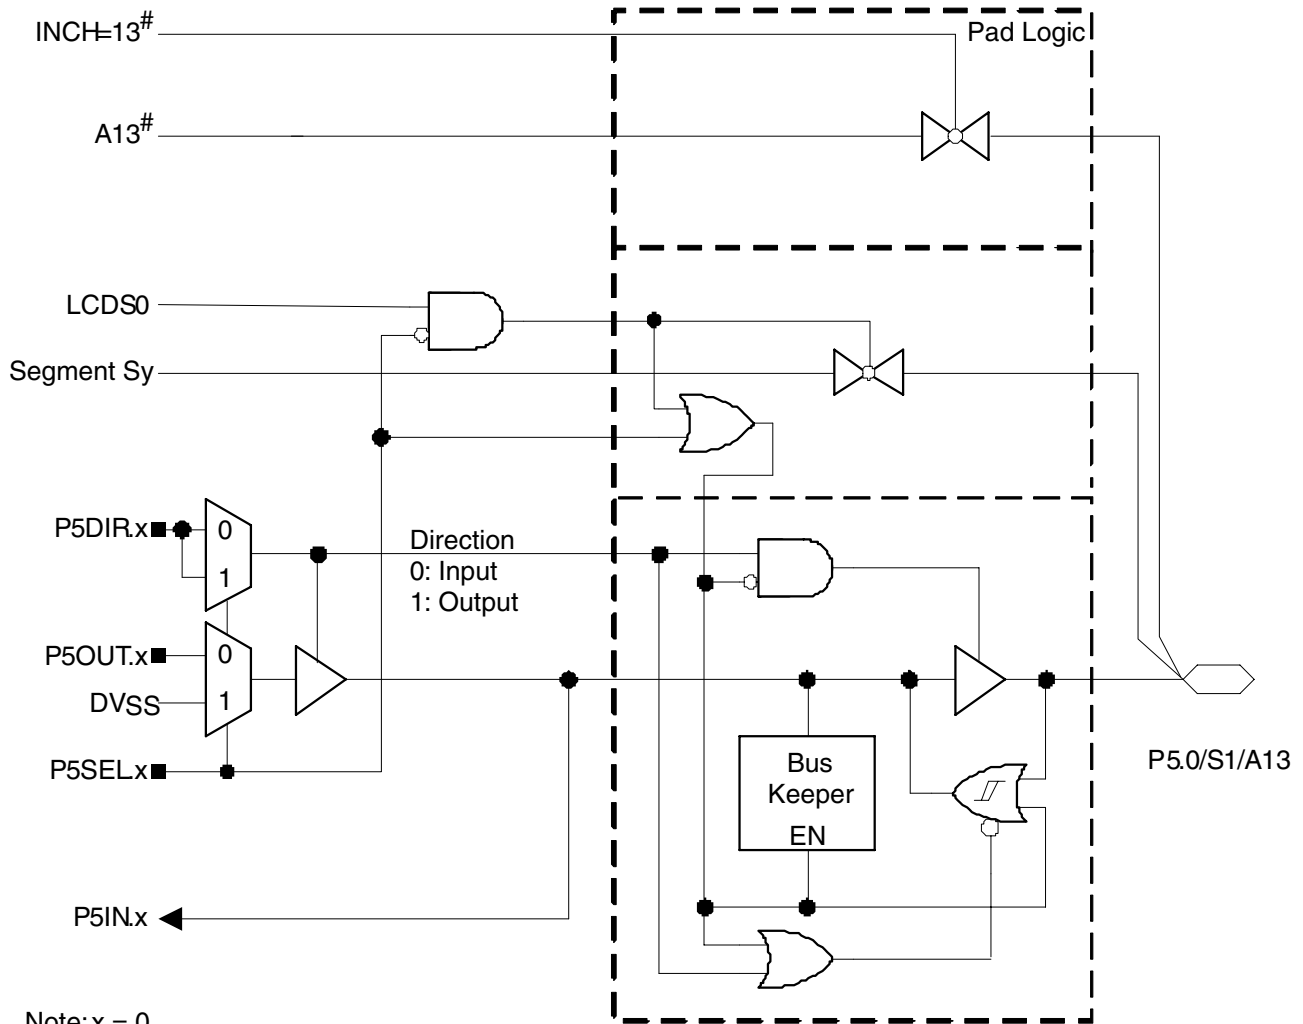 INCH=13#
Pad Logic
A13#
LCDS0
Segment Sy
P5DIR.x
0
1
Direction
0: Input
1: Output
P5OUT.x
0
DVSS
1
P5SEL.x
Bus
Keeper
EN
P5.0/S1/A13
P5IN.x
Note: x = 0